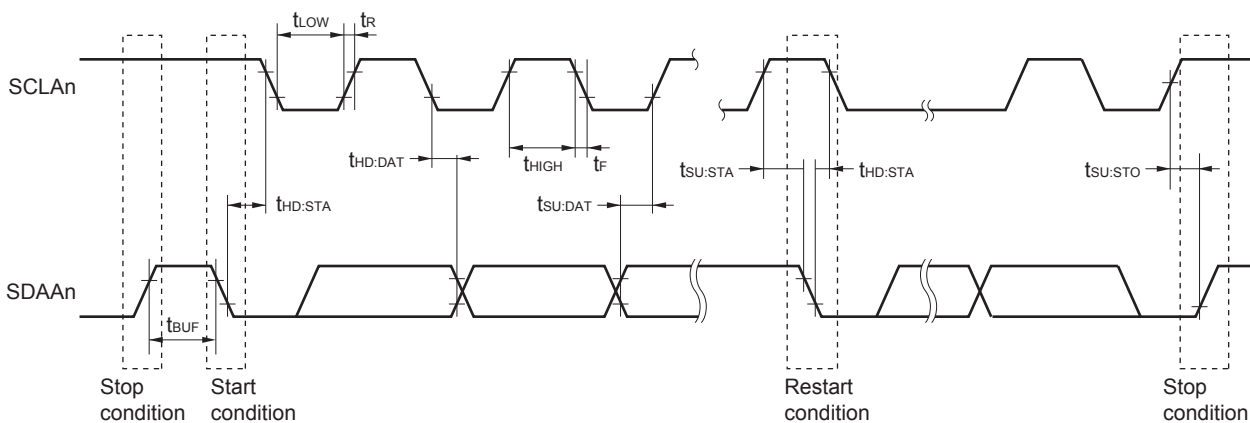 tLOW
tR
SCLAn
tHD:DAT
tHIGH
tF
tSU:STA
tHD:STA
tSU:STO
tHD:STA
tSU:DAT
SDAAn
tBUF
Stop
condition
Start
condition
Restart
condition
Stop
condition